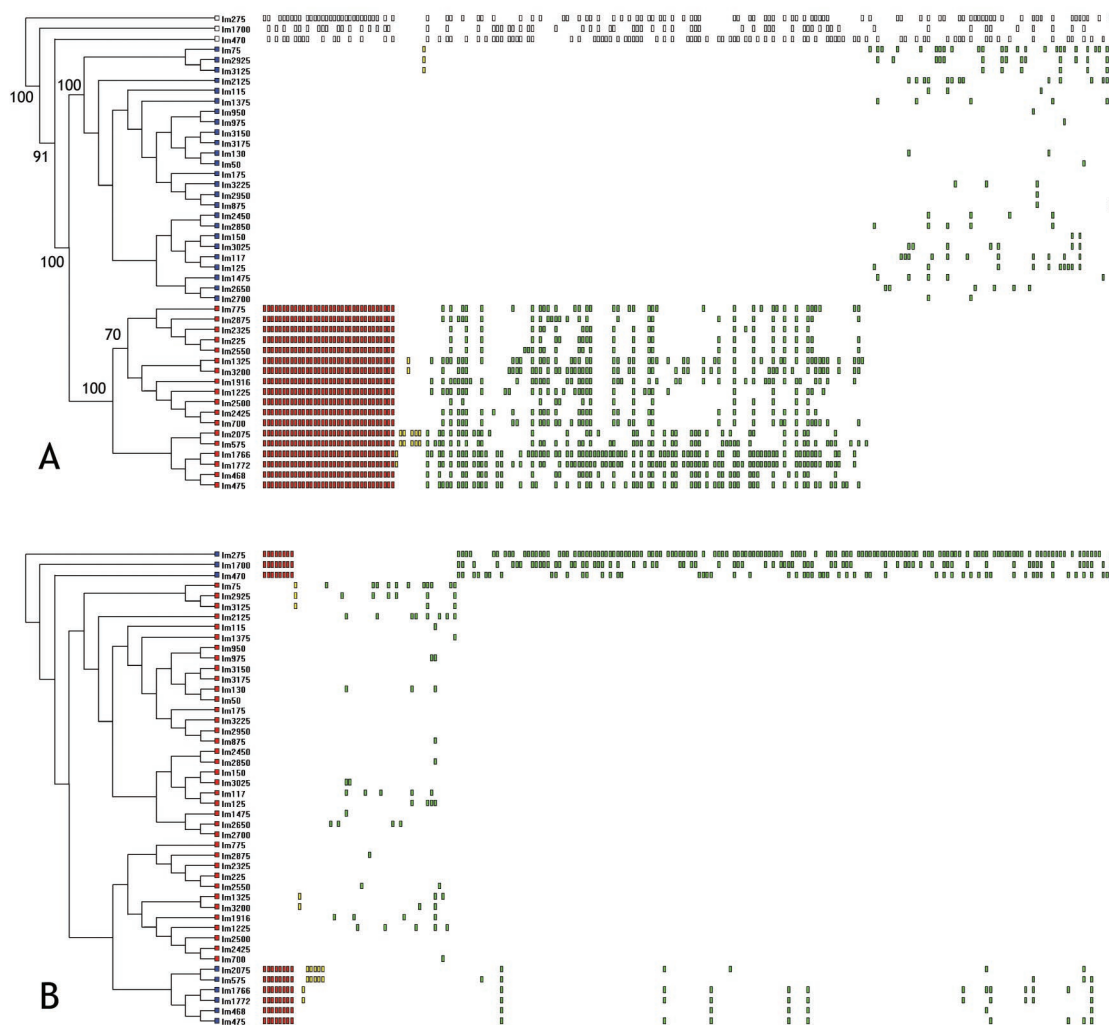 lm275
lm1700
lm470
lm75
lm2925
100
lm3125
lm2125
100
lm115
lm1375
lm950
lm975
lm3150
91
lm3175
lm130
lm50
lm175
lm3225
lm2950
lm875
lm2450
lm2850
lm150
lm3025
100
lm117
lm125
lm1475
lm2650
lm2700
lm775
lm2875
70
lm2325
lm225
lm2550
lm1325
lm3200
lm1916
100
lm1225
lm2500
lm2425
lm700
lm2075
lm575
A
lm1766
lm1772
lm468
lm475
lm275
lm1700
lm470
lm75
lm2925
lm3125
lm2125
lm115
lm1375
lm950
lm975
lm3150
lm3175
lm130
lm50
lm175
lm3225
lm2950
lm875
lm2450
lm2850
lm150
lm3025
lm117
lm125
lm1475
lm2650
lm2700
lm775
lm2875
lm2325
lm225
lm2550
lm1325
lm3200
lm1916
lm1225
lm2500
lm2425
lm700
lm2075
lm575
B
lm1766
lm1772
lm468
lm475